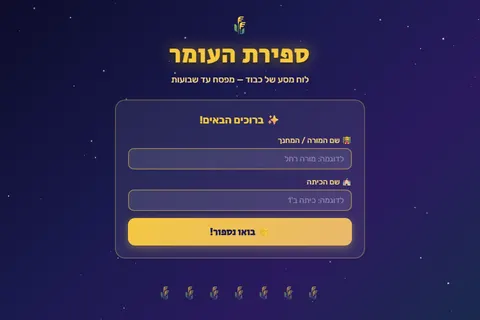 ספירת העומר
לוח מסע של כבוד – מפסח עד שבועות
ברוכים הבאים!
שם המורה / המחנך
לדוגמה: מורה רחל
שם הכיתה
לדוגמה: כיתה ב'1
בואו נספור!